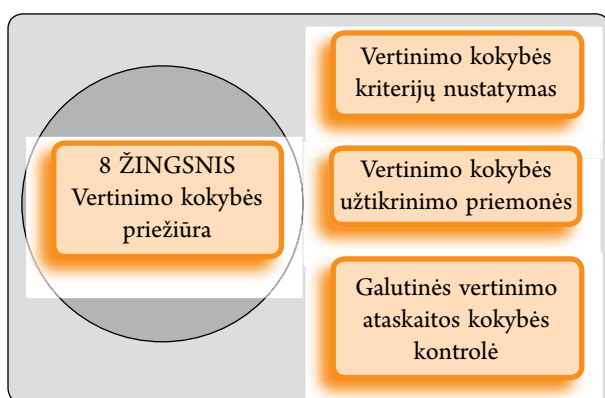 8 ŽINGSNIS
Vertinimo kokybės
priežiūra
Vertinimo kokybės
kriterijų nustatymas
Vertinimo kokybės
užtikrinimo priemonės
Galutinės vertinimo
ataskaitos kokybės
kontrolė